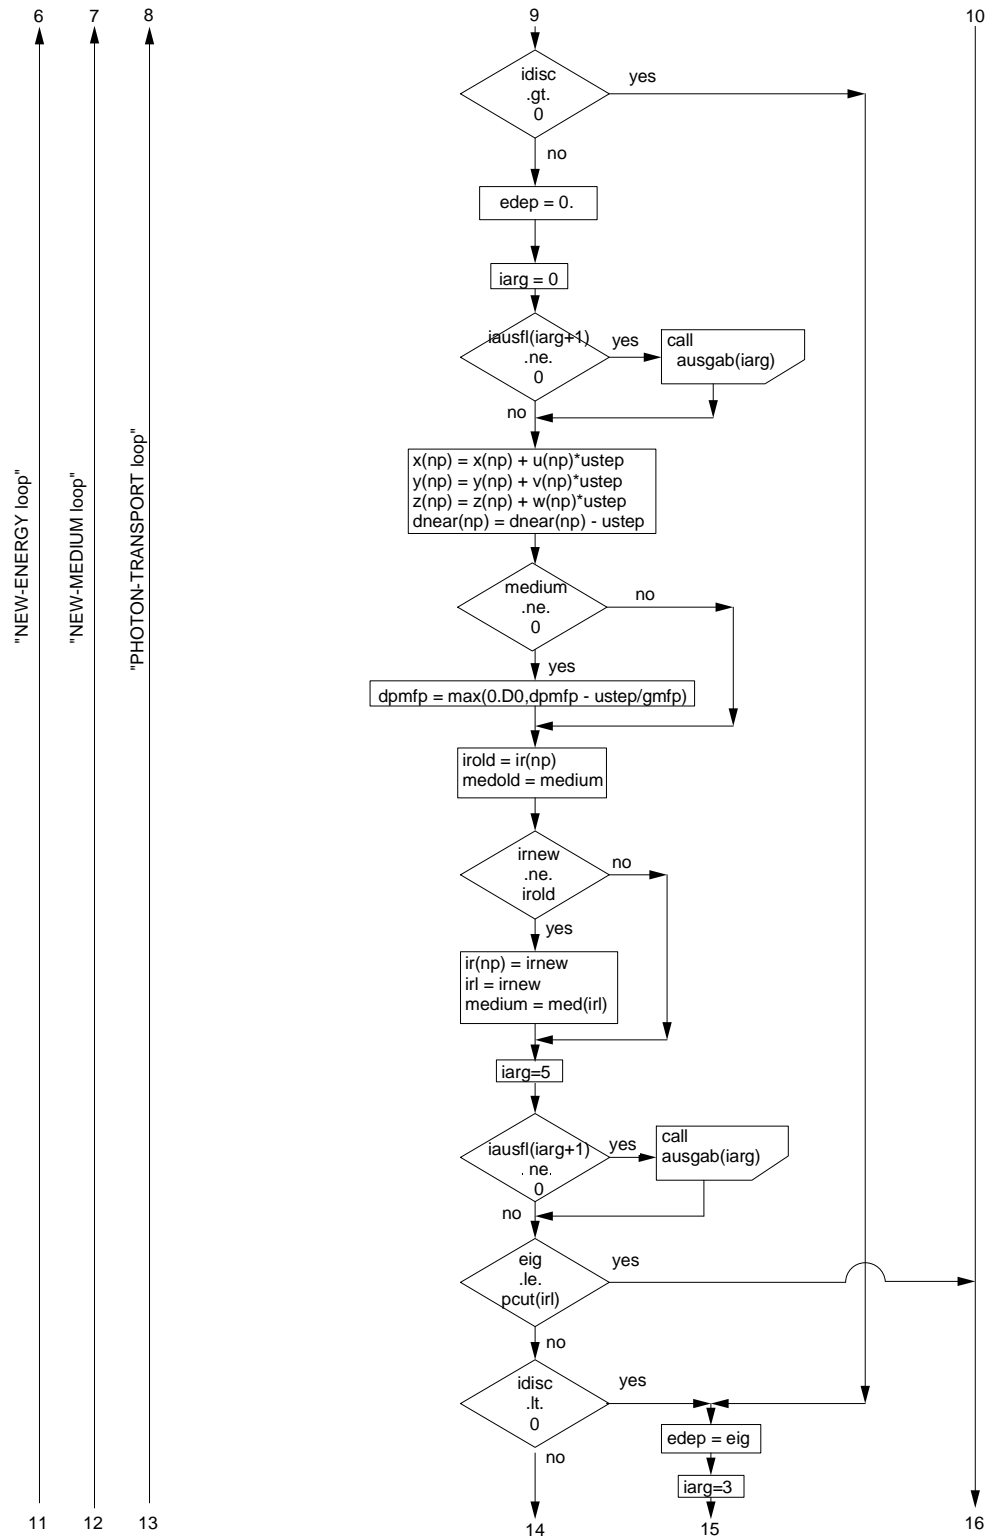 6
7
8
9
10
idisc
.gt.
0
yes
no
edep = 0.
iarg = 0
iausfl(iarg+1)
.ne.
0
yes
call
ausgab(iarg)
no
x(np) = x(np) + u(np)*ustep
y(np) = y(np) + v(np)*ustep
z(np) = z(np) + w(np)*ustep
dnear(np) = dnear(np) - ustep
"NEW-ENERGY loop"
"NEW-MEDIUM loop"
"PHOTON-TRANSPORT loop"
medium
.ne.
0
no
yes
dpmfp = max(0.D0,dpmfp - ustep/gmfp)
irold = ir(np)
medold = medium
irnew
.ne.
irold
no
yes
ir(np) = irnew
irl = irnew
medium = med(irl)
iarg=5
iausfl(iarg+1)
. ne.
0
yes
call
ausgab(iarg)
no
eig
.le.
pcut(irl)
yes
no
idisc
.lt.
0
yes
no
edep = eig
iarg=3
11
12
13
14
15
16